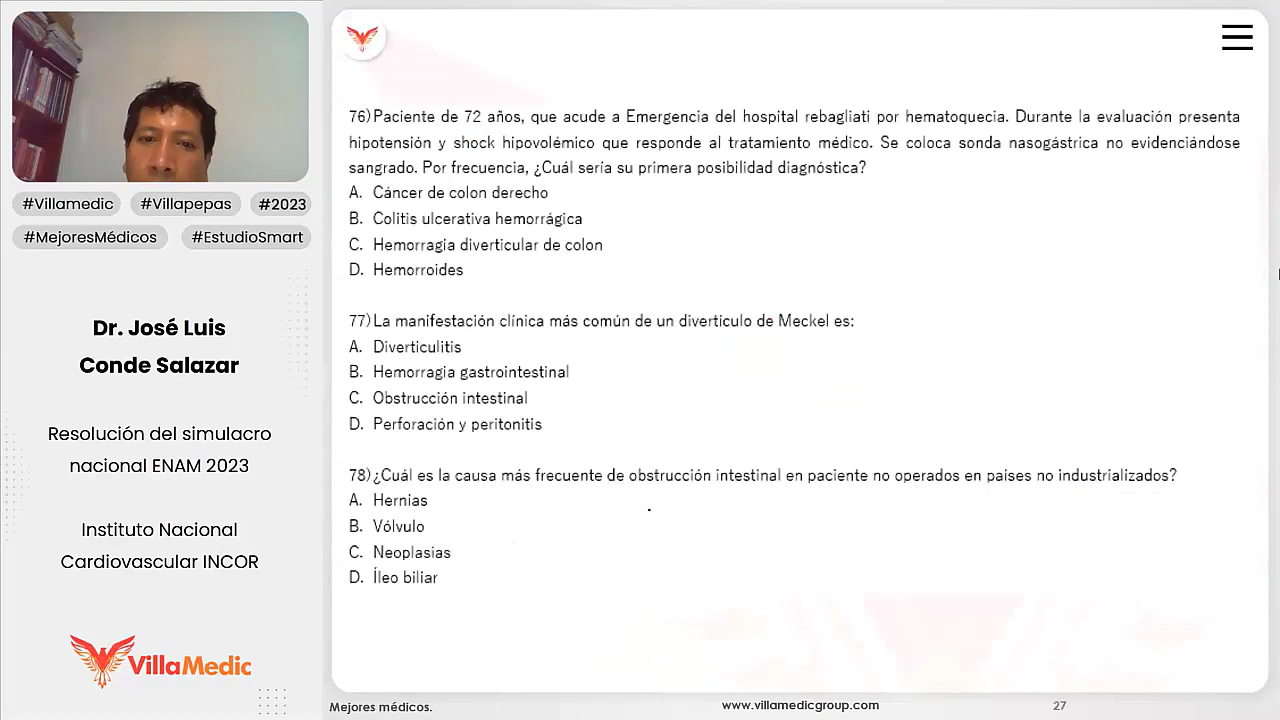 #Villamedic
#Villapepas
#2023
#MejoresMédicos
#EstudioSmart
Dr. José Luis
Conde Salazar
Resolución del simulacro
nacional ENAM 2023
Instituto Nacional
Cardiovascular INCOR
VillaMedic
76) Paciente de 72 años, que acude a Emergencia del hospital rebagliati por hematoquecia. Durante la evaluación presenta
hipotensión y shock hipovolémico que responde al tratamiento médico. Se coloca sonda nasogástrica no evidenciándose
sangrado. Por frecuencia, ¿Cuál sería su primera posibilidad diagnóstica?
A. Cáncer de colon derecho
B. Colitis ulcerativa hemorrágica
C. Hemorragia diverticular de colon
D. Hemorroides
77) La manifestación clínica más común de un divertículo de Meckel es:
A. Diverticulitis
B. Hemorragia gastrointestinal
C. Obstrucción intestinal
D. Perforación y peritonitis
78) ¿Cuál es la causa más frecuente de obstrucción intestinal en paciente no operados en países no industrializados?
A. Hernias
B. Vólvulo
C. Neoplasias
D. Íleo biliar
Mejores médicos.
www.villamedicgroup.com
27